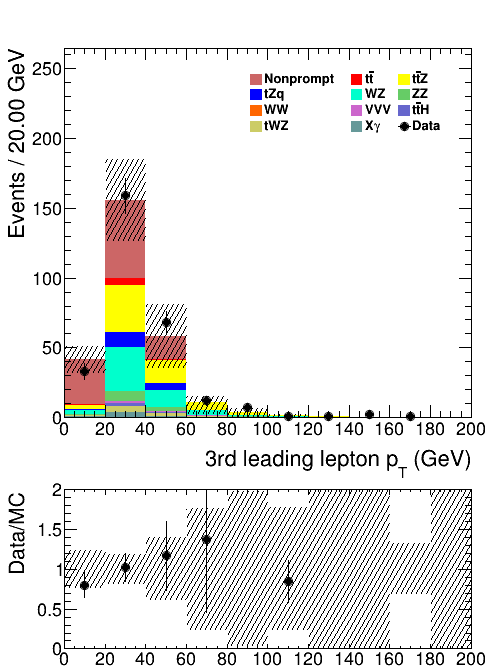 Events / 20.00 GeV
250
200
150
100
50
0
Nonprompt tt̄ tt̄Z
tZq WZ ZZ
WW VVV tt̄H
tWZ Xγ Data
0 20 40 60 80 100 120 140 160 180 200
3rd leading lepton p_T (GeV)
Data/MC
2
1.5
1
0.5
0
0 20 40 60 80 100 120 140 160 180 200